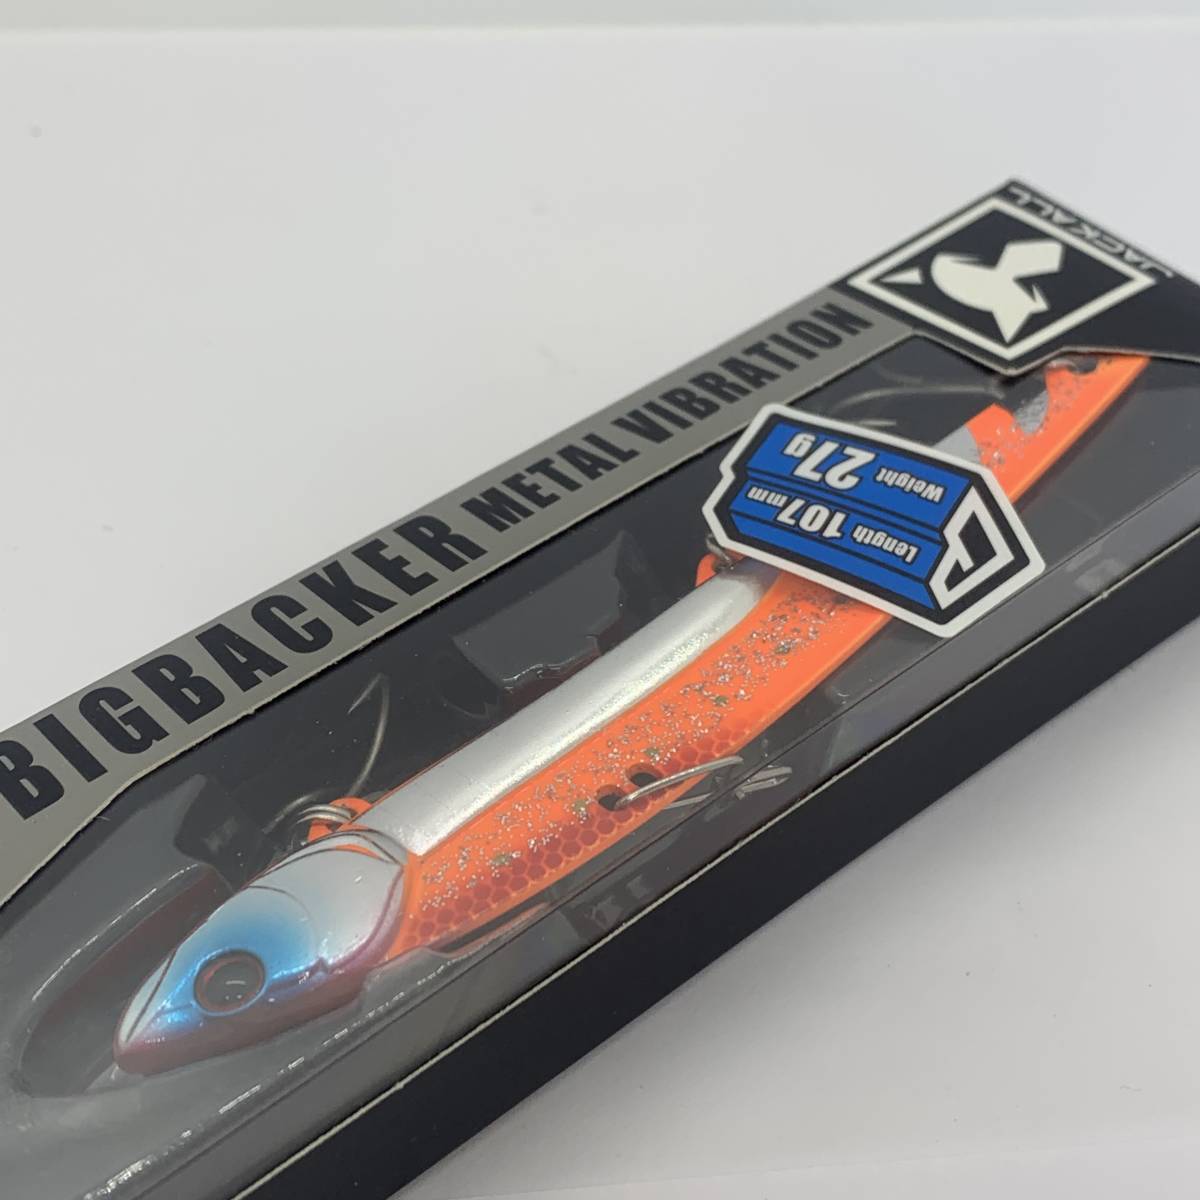 JACKALL
BIGBACKER METAL VIBRATION
Length 107mm
Weight 27g